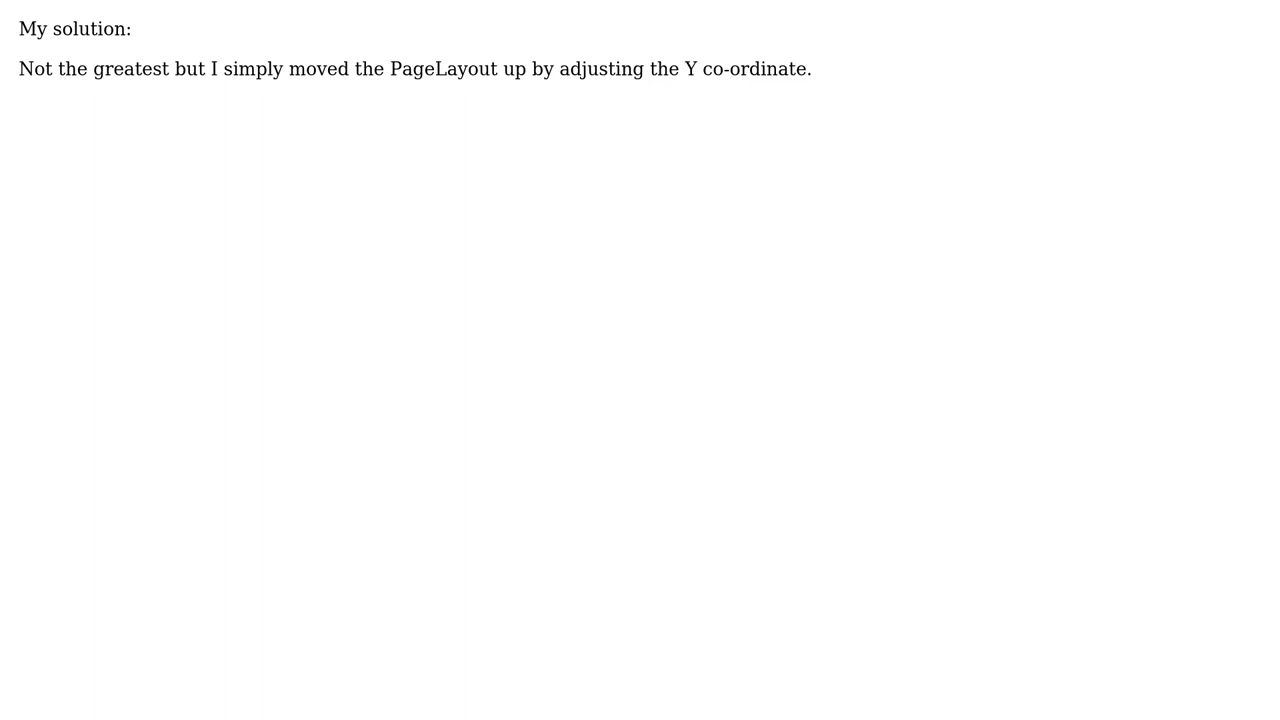 My solution:
Not the greatest but I simply moved the PageLayout up by adjusting the Y co-ordinate.